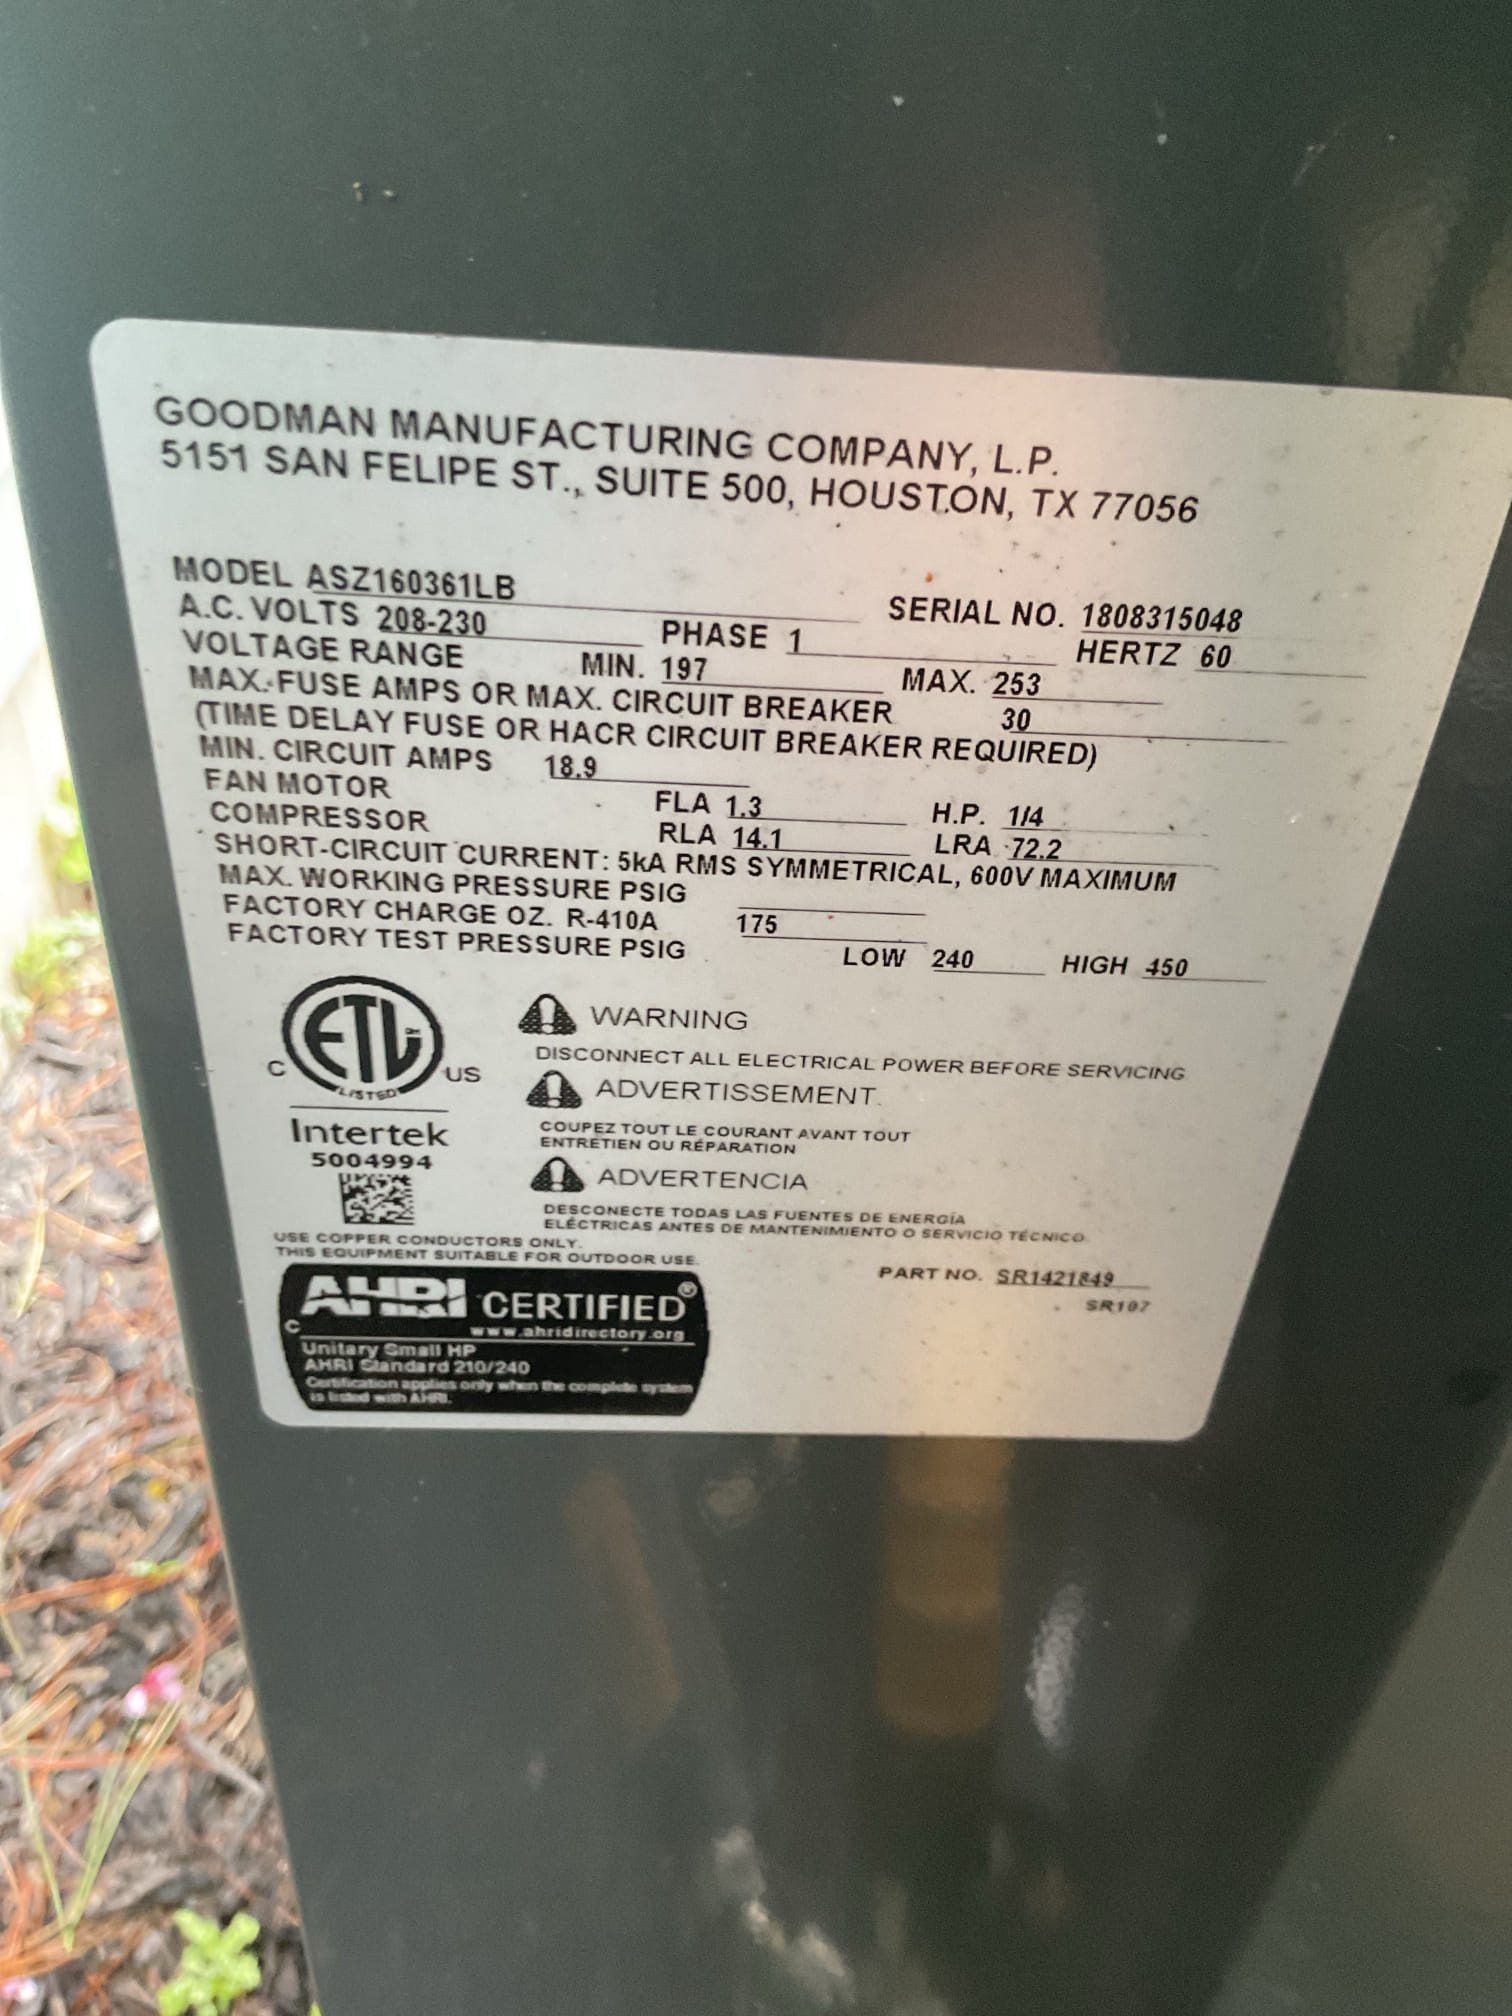 GOODMAN MANUFACTURING COMPANY, L.P.
5151 SAN FELIPE ST., SUITE 500, HOUSTON, TX 77056
MODEL ASZ160361LB SERIAL NO. 1808315048
A.C. VOLTS 208-230 PHASE 1 HERTZ 60
VOLTAGE RANGE MIN. 197 MAX. 253
MAX. FUSE AMPS OR MAX. CIRCUIT BREAKER 30
(TIME DELAY FUSE OR HACR CIRCUIT BREAKER REQUIRED)
MIN. CIRCUIT AMPS 18.9
FAN MOTOR FLA 1.3 H.P. 1/4
COMPRESSOR RLA 14.1 LRA 72.2
SHORT-CIRCUIT CURRENT: 5kA RMS SYMMETRICAL, 600V MAXIMUM
MAX. WORKING PRESSURE PSIG
FACTORY CHARGE OZ. R-410A 175
FACTORY TEST PRESSURE PSIG LOW 240 HIGH 450
ETL
LISTED
C US
Intertek
5004994
WARNING
DISCONNECT ALL ELECTRICAL POWER BEFORE SERVICING
ADVERTISSEMENT
COUPEZ TOUT LE COURANT AVANT TOUT
ENTRETIEN OU RÉPARATION
ADVERTENCIA
DESCONECTE TODAS LAS FUENTES DE ENERGÍA
ELÉCTRICAS ANTES DE MANTENIMIENTO O SERVICIO TÉCNICO
USE COPPER CONDUCTORS ONLY.
THIS EQUIPMENT SUITABLE FOR OUTDOOR USE.
PART NO. SR1421849
SR107
C AHRI CERTIFIED®
www.ahridirectory.org
Unitary Small HP
AHRI Standard 210/240
Certification applies only when the complete system
is listed with AHRI.